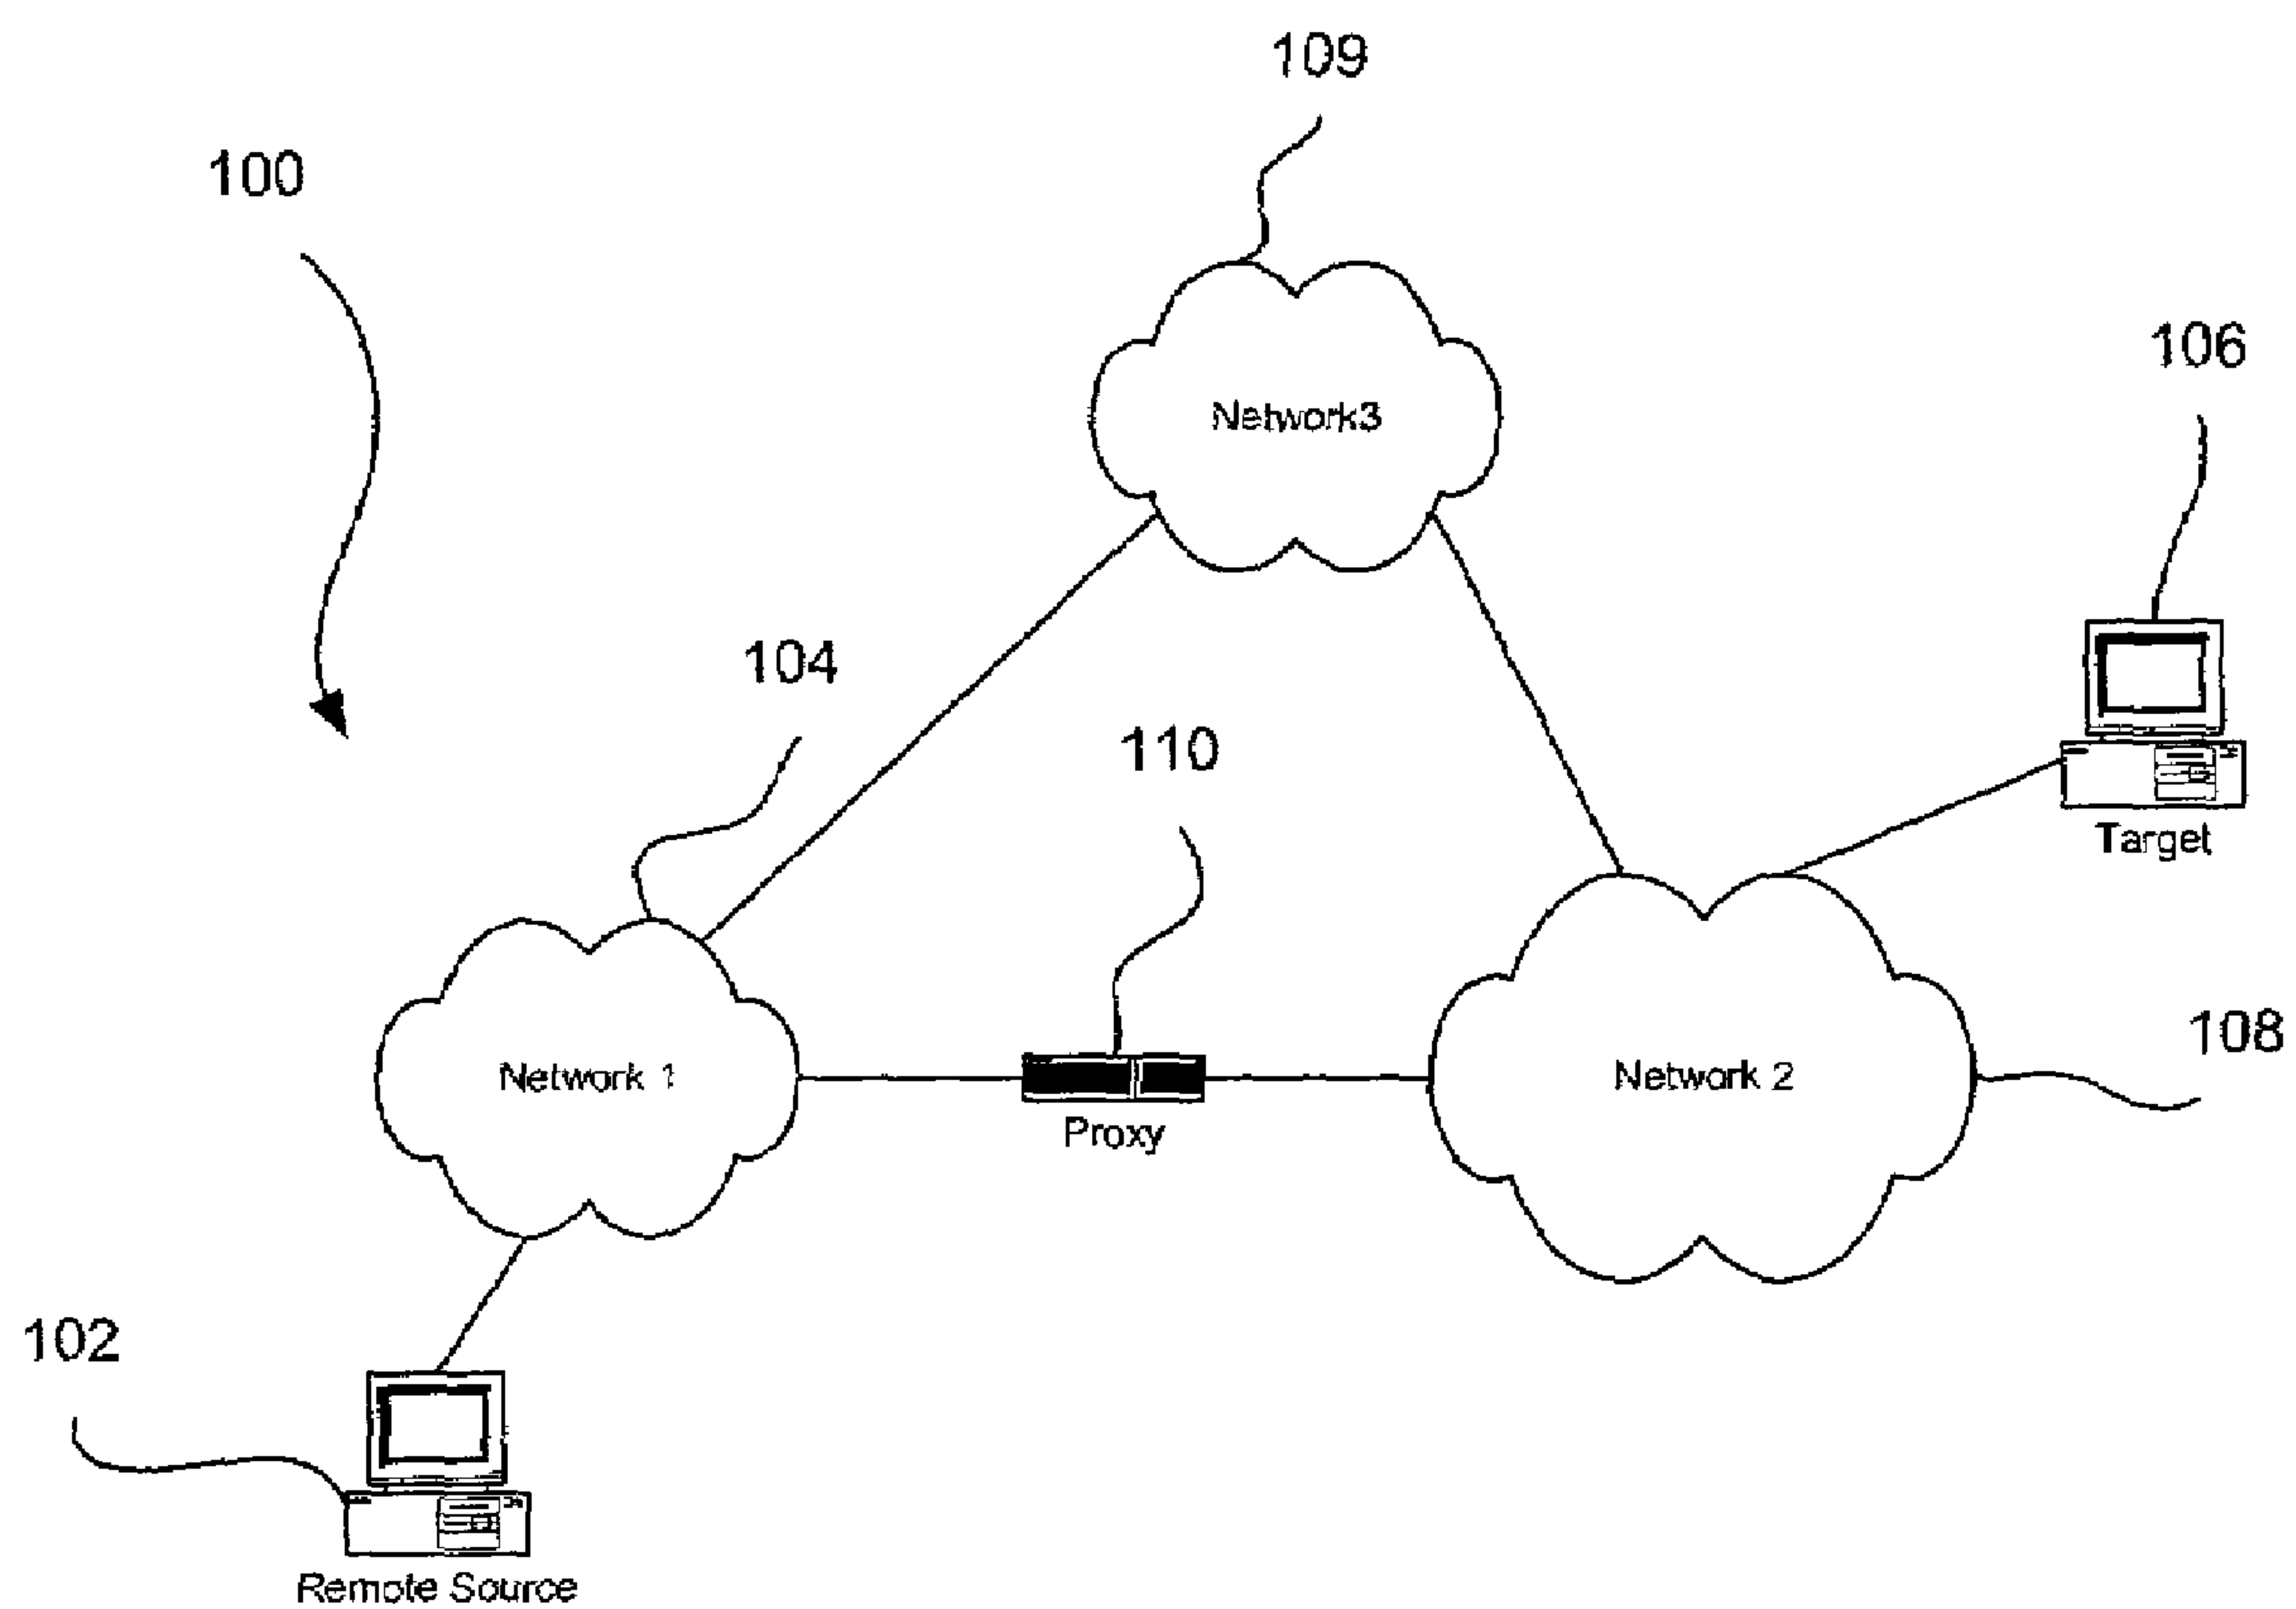 109
100
106
Network3
104
110
Target
108
Network 1
Network 2
Proxy
102
Remote Source